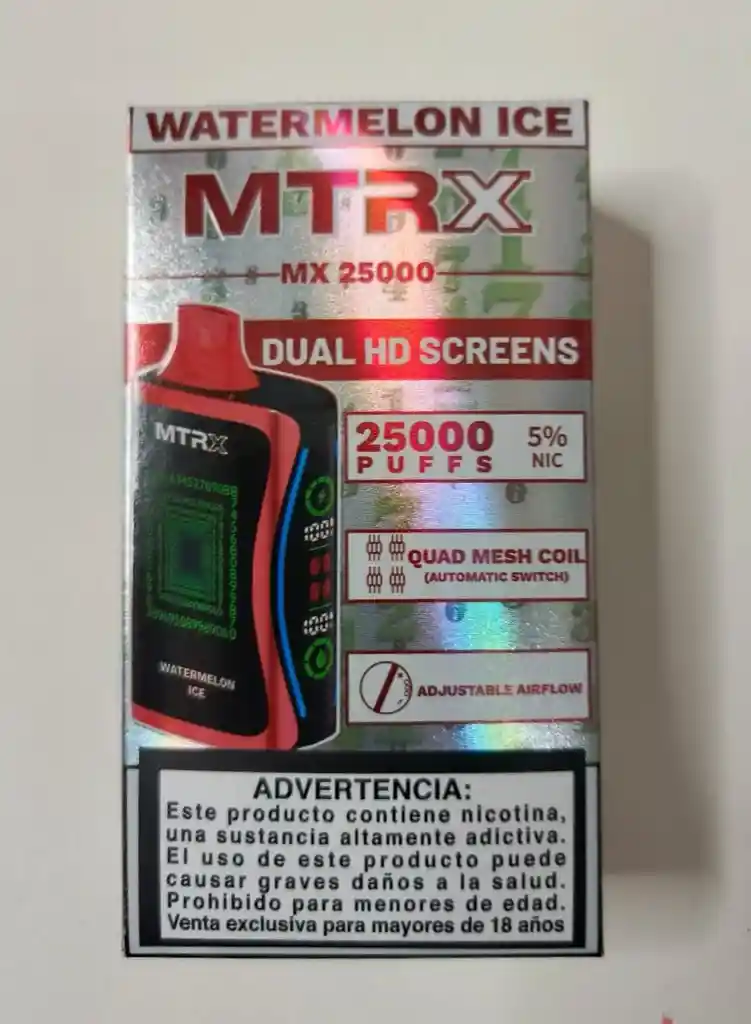 WATERMELON ICE
MTRX
MX 25000
DUAL HD SCREENS
MTRX
25000
PUFFS
5%
NIC
100%
QUAD MESH COIL
(AUTOMATIC SWITCH)
100%
WATERMELON
ICE
ADJUSTABLE AIRFLOW
ADVERTENCIA:
Este producto contiene nicotina,
una sustancia altamente adictiva.
El uso de este producto puede
causar graves daños a la salud.
Prohibido para menores de edad.
Venta exclusiva para mayores de 18 años